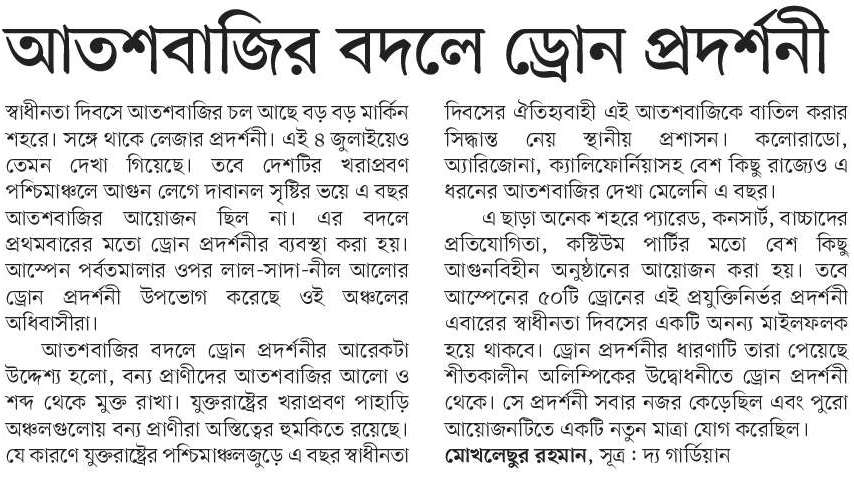 আতশবাজির বদলে ড্রোন প্রদর্শনী
স্বাধীনতা দিবসে আতশবাজির চল আছে বড় বড় মার্কিন
শহরে। সঙ্গে থাকে লেজার প্রদর্শনী। এই ৪ জুলাইয়েও
তেমন দেখা গিয়েছে। তবে দেশটির খরাপ্রবণ
পশ্চিমাঞ্চলে আগুন লেগে দাবানল সৃষ্টির ভয়ে এ বছর
আতশবাজির আয়োজন ছিল না। এর বদলে
প্রথমবারের মতো ড্রোন প্রদর্শনীর ব্যবস্থা করা হয়।
আস্পেন পর্বতমালার ওপর লাল-সাদা-নীল আলোর
ড্রোন প্রদর্শনী উপভোগ করেছে ওই অঞ্চলের
অধিবাসীরা।
আতশবাজির বদলে ড্রোন প্রদর্শনীর আরেকটা
উদ্দেশ্য হলো, বন্য প্রাণীদের আতশবাজির আলো ও
শব্দ থেকে মুক্ত রাখা। যুক্তরাষ্ট্রের খরাপ্রবণ পাহাড়ি
অঞ্চলগুলোয় বন্য প্রাণীরা অস্তিত্বের হুমকিতে রয়েছে।
যে কারণে যুক্তরাষ্ট্রের পশ্চিমাঞ্চলজুড়ে এ বছর স্বাধীনতা
দিবসের ঐতিহ্যবাহী এই আতশবাজিকে বাতিল করার
সিদ্ধান্ত নেয় স্থানীয় প্রশাসন। কলোরাডো,
অ্যারিজোনা, ক্যালিফোর্নিয়াসহ বেশ কিছু রাজ্যেও এ
ধরনের আতশবাজির দেখা মেলেনি এ বছর।
এ ছাড়া অনেক শহরে প্যারেড, কনসার্ট, বাচ্চাদের
প্রতিযোগিতা, কস্টিউম পার্টির মতো বেশ কিছু
আগুনবিহীন অনুষ্ঠানের আয়োজন করা হয়। তবে
আস্পেনের ৫০টি ড্রোনের এই প্রযুক্তিনির্ভর প্রদর্শনী
এবারের স্বাধীনতা দিবসের একটি অনন্য মাইলফলক
হয়ে থাকবে। ড্রোন প্রদর্শনীর ধারণাটি তারা পেয়েছে
শীতকালীন অলিম্পিকের উদ্বোধনীতে ড্রোন প্রদর্শনী
থেকে। সে প্রদর্শনী সবার নজর কেড়েছিল এবং পুরো
আয়োজনটিতে একটি নতুন মাত্রা যোগ করেছিল।
মোখলেছুর রহমান, সূত্র : দ্য গার্ডিয়ান